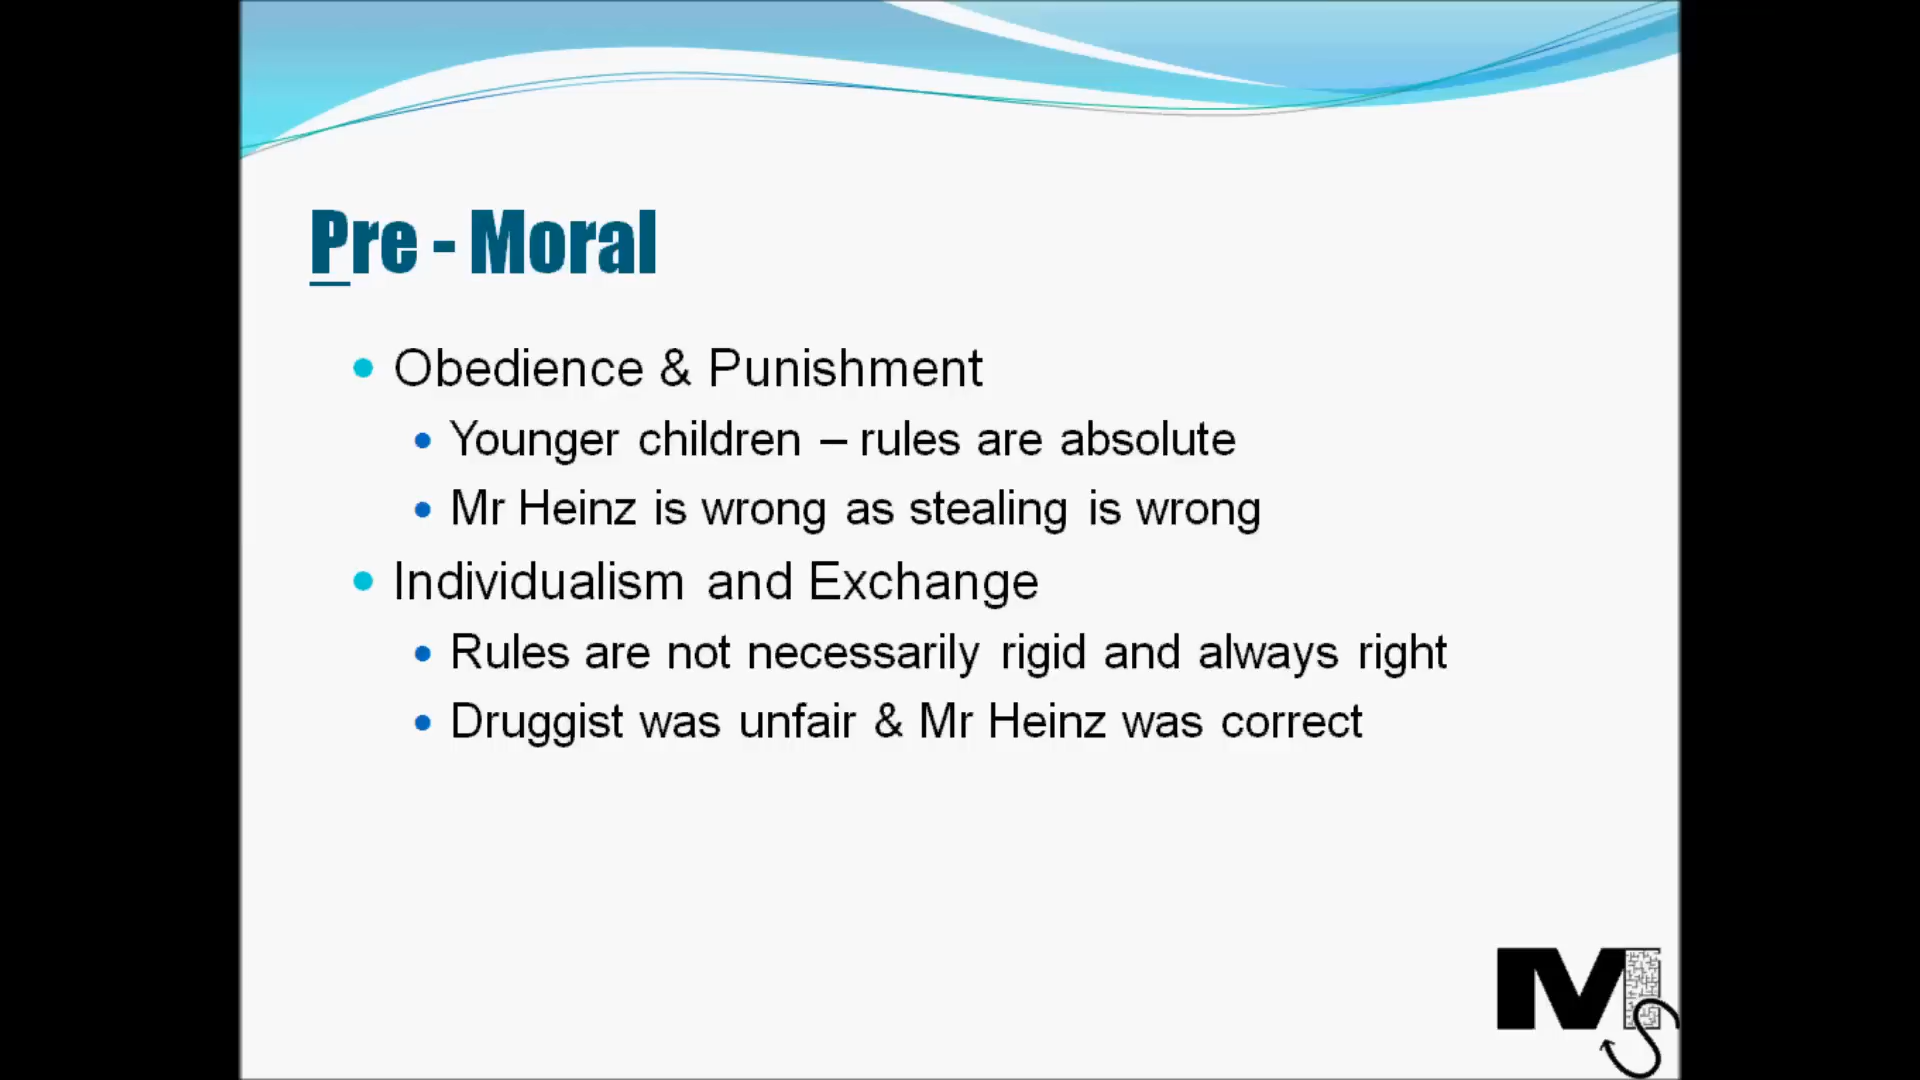 Pre - Moral
Obedience & Punishment
Younger children – rules are absolute
Mr Heinz is wrong as stealing is wrong
Individualism and Exchange
Rules are not necessarily rigid and always right
Druggist was unfair & Mr Heinz was correct
M
S